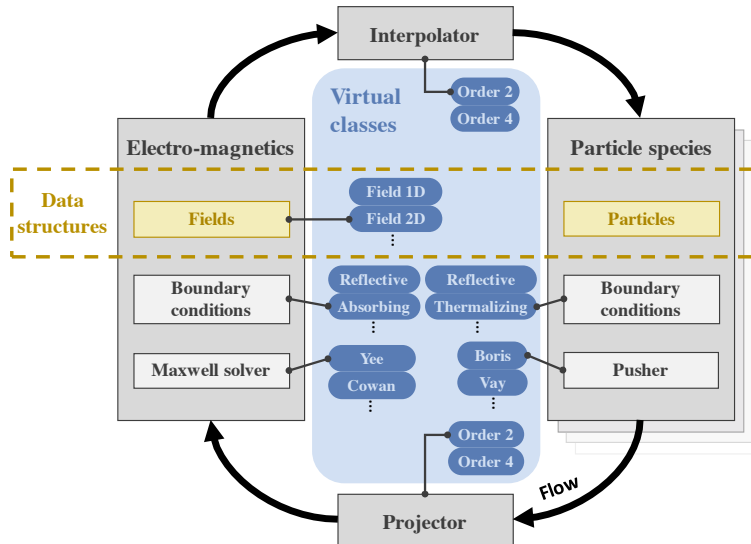 Interpolator
Virtual
classes
Order 2
Order 4
Electro-magnetics
Particle species
Data
structures
Fields
Field 1D
Field 2D
⋮
Particles
Boundary
conditions
Reflective
Absorbing
⋮
Reflective
Thermalizing
⋮
Boundary
conditions
Maxwell solver
Yee
Cowan
⋮
Boris
Vay
⋮
Pusher
Order 2
Order 4
Flow
Projector